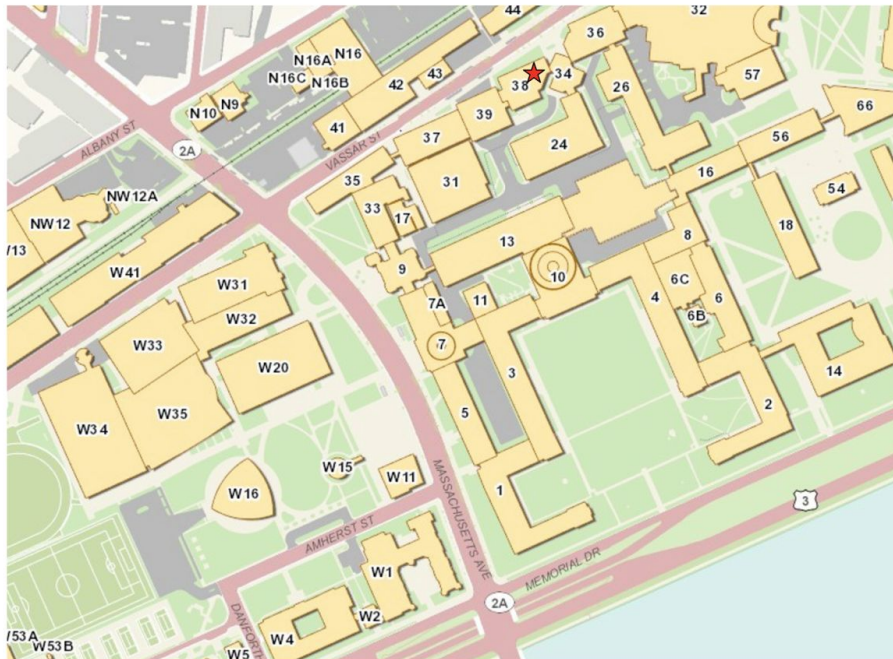 44
32
36
N16
N16A
34
38
57
N16C
N16B
42
43
26
N10
N9
39
66
41
37
24
56
ALBANY ST
2A
VASSAR ST
16
35
31
54
NW12A
NW12
33
17
18
13
8
W41
9
10
6C
W31
7A
11
4
6
6B
W32
W33
7
3
W20
14
5
2
W35
W34
W15
W11
W16
1
3
MASSACHUSETTS AVE
AMHERST ST
MEMORIAL DR
W1
2A
DANFORTH
W2
W4
W53A
W53B
W5